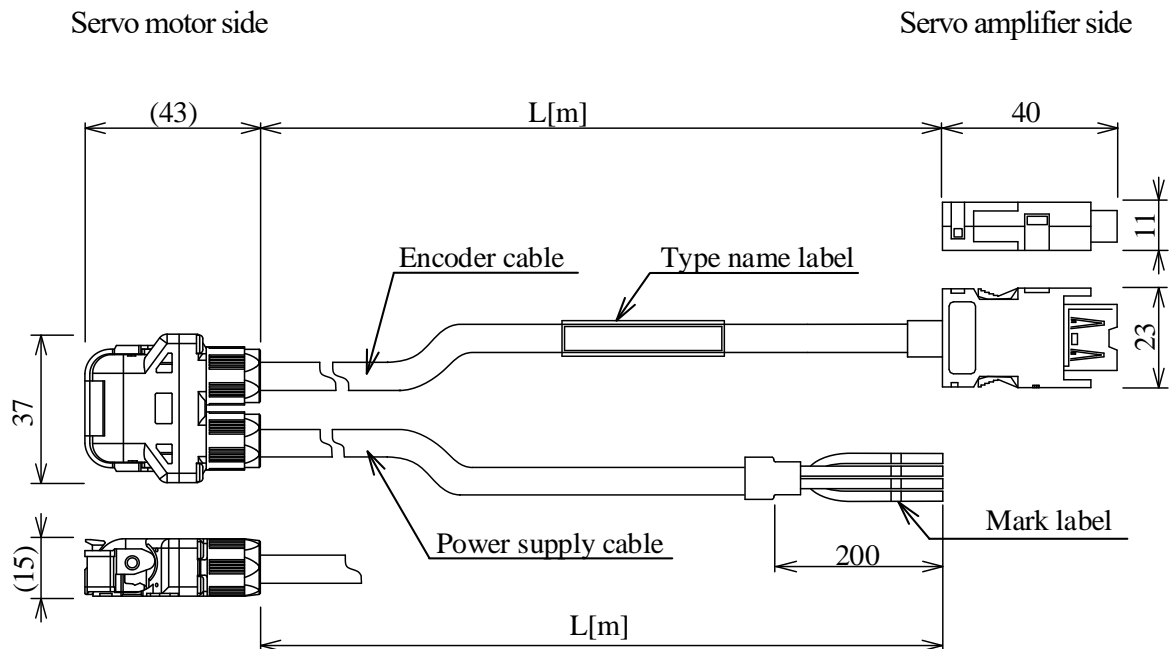 Servo motor side
Servo amplifier side
(43)
L[m]
40
11
Encoder cable
Type name label
23
37
Mark label
Power supply cable
(15)
200
L[m]